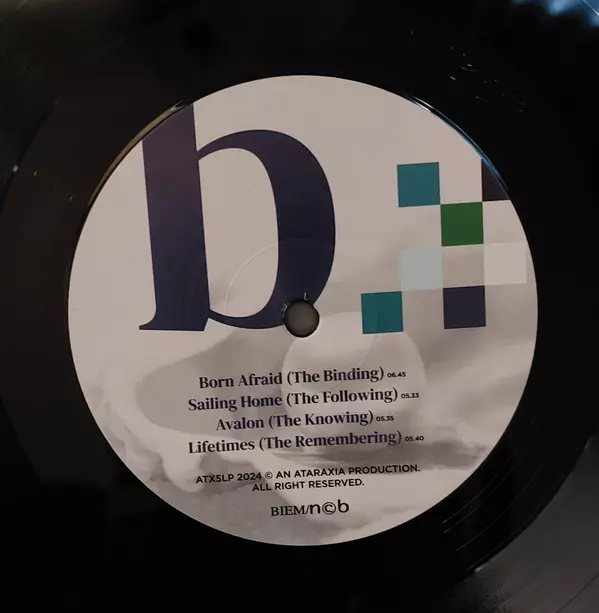 b
Born Afraid (The Binding) 06.45
Sailing Home (The Following) 05.33
Avalon (The Knowing) 05.35
Lifetimes (The Remembering) 05.40
ATX5LP 2024 © AN ATARAXIA PRODUCTION.
ALL RIGHT RESERVED.
BIEM/n©b